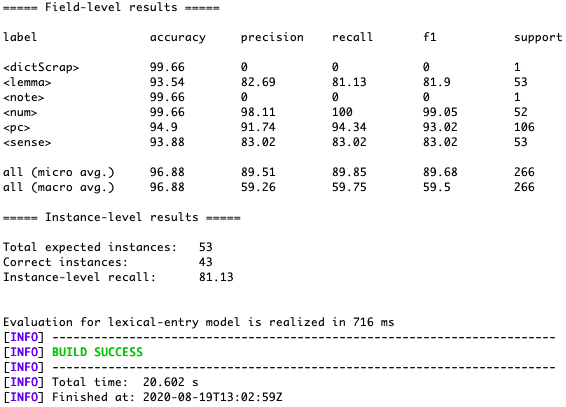 ===== Field-level results =====
label accuracy precision recall f1 support
<dictScrap> 99.66 0 0 0 1
<lemma> 93.54 82.69 81.13 81.9 53
<note> 99.66 0 0 0 1
<num> 99.66 98.11 100 99.05 52
<pc> 94.9 91.74 94.34 93.02 106
<sense> 93.88 83.02 83.02 83.02 53
all (micro avg.) 96.88 89.51 89.85 89.68 266
all (macro avg.) 96.88 59.26 59.75 59.5 266
===== Instance-level results =====
Total expected instances: 53
Correct instances: 43
Instance-level recall: 81.13
Evaluation for lexical-entry model is realized in 716 ms
[INFO] ------------------------------------------------------------------------
[INFO] BUILD SUCCESS
[INFO] ------------------------------------------------------------------------
[INFO] Total time: 20.602 s
[INFO] Finished at: 2020-08-19T13:02:59Z